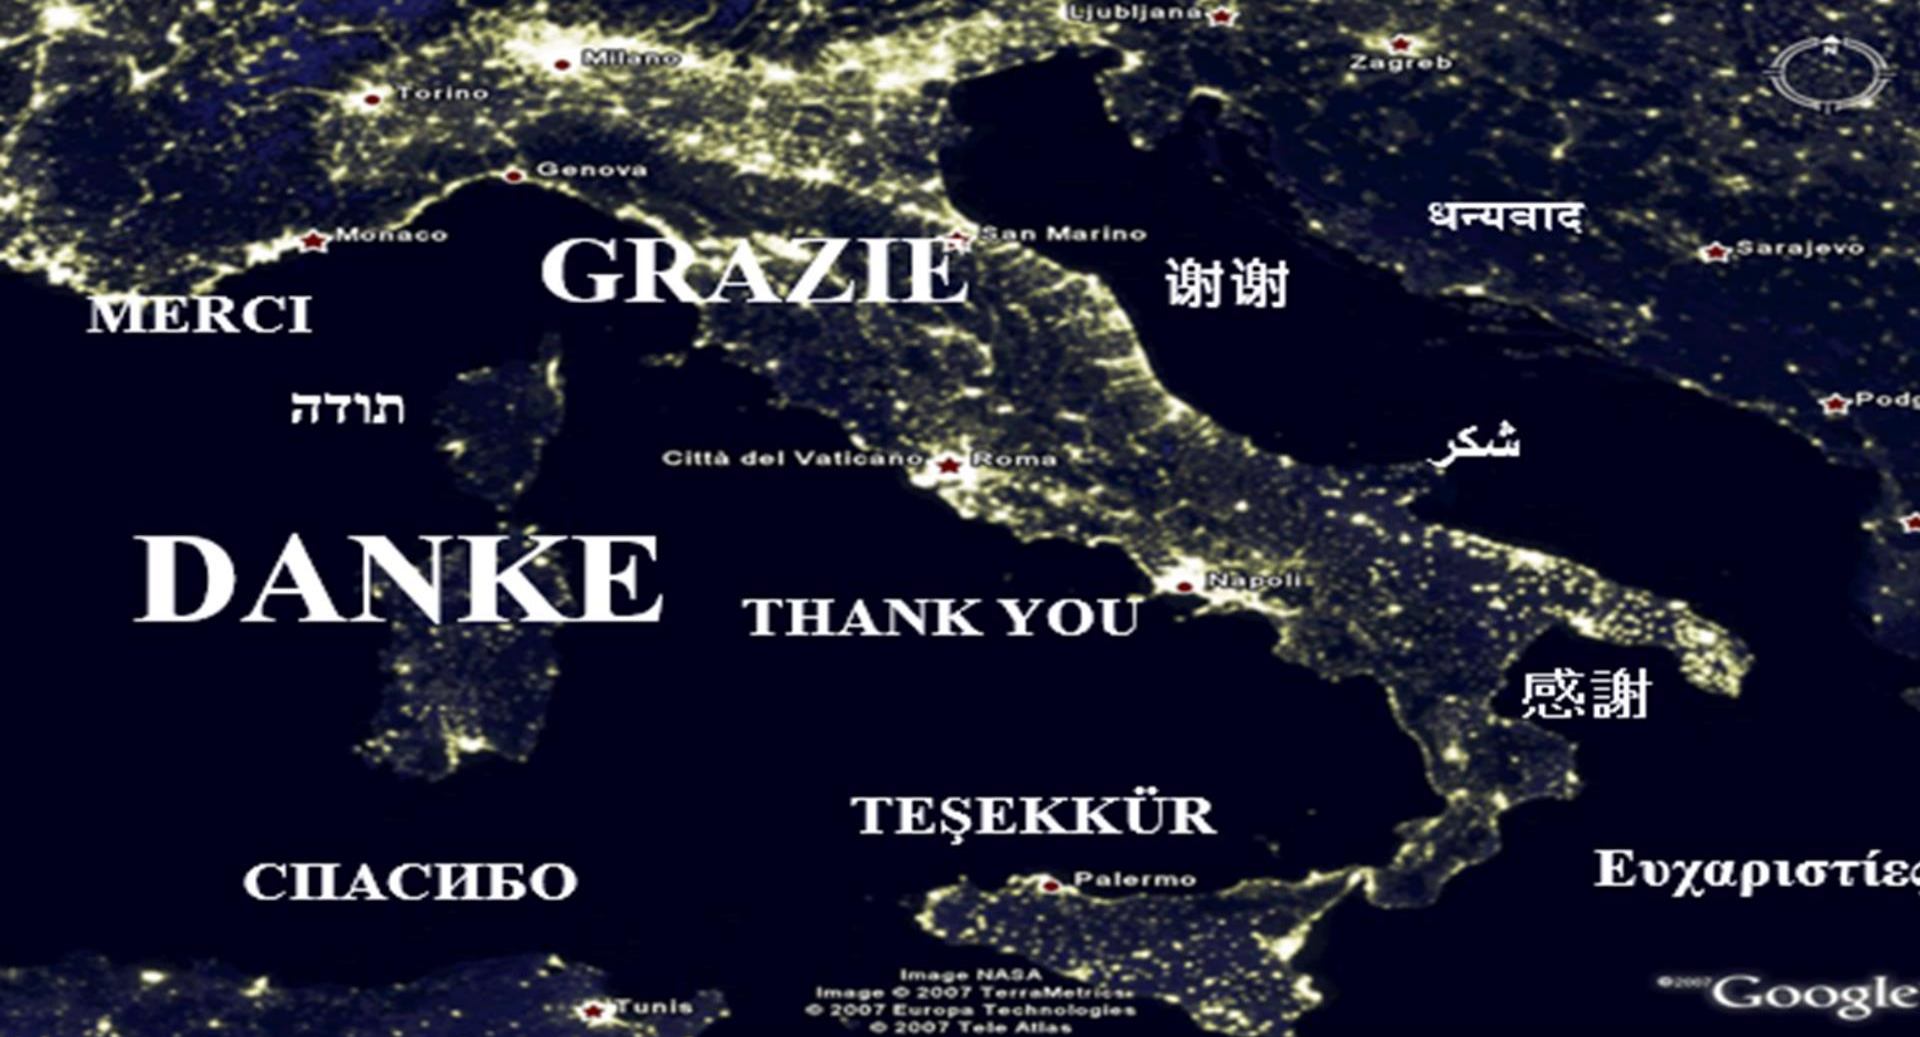 Ljubljana
Milano
Zagreb
N
Torino
Genova
धन्यवाद
Monaco
San Marino
Sarajevo
GRAZIE
谢谢
MERCI
תודה
Podg
شكر
Città del Vaticano
Roma
DANKE
Napoli
THANK YOU
感謝
TEŞEKKÜR
СПАСИБО
Palermo
Ευχαριστίες
Image NASA
Image © 2007 TerraMetrics
© 2007 Europa Technologies
© 2007 Tele Atlas
©2007 Google
Tunis